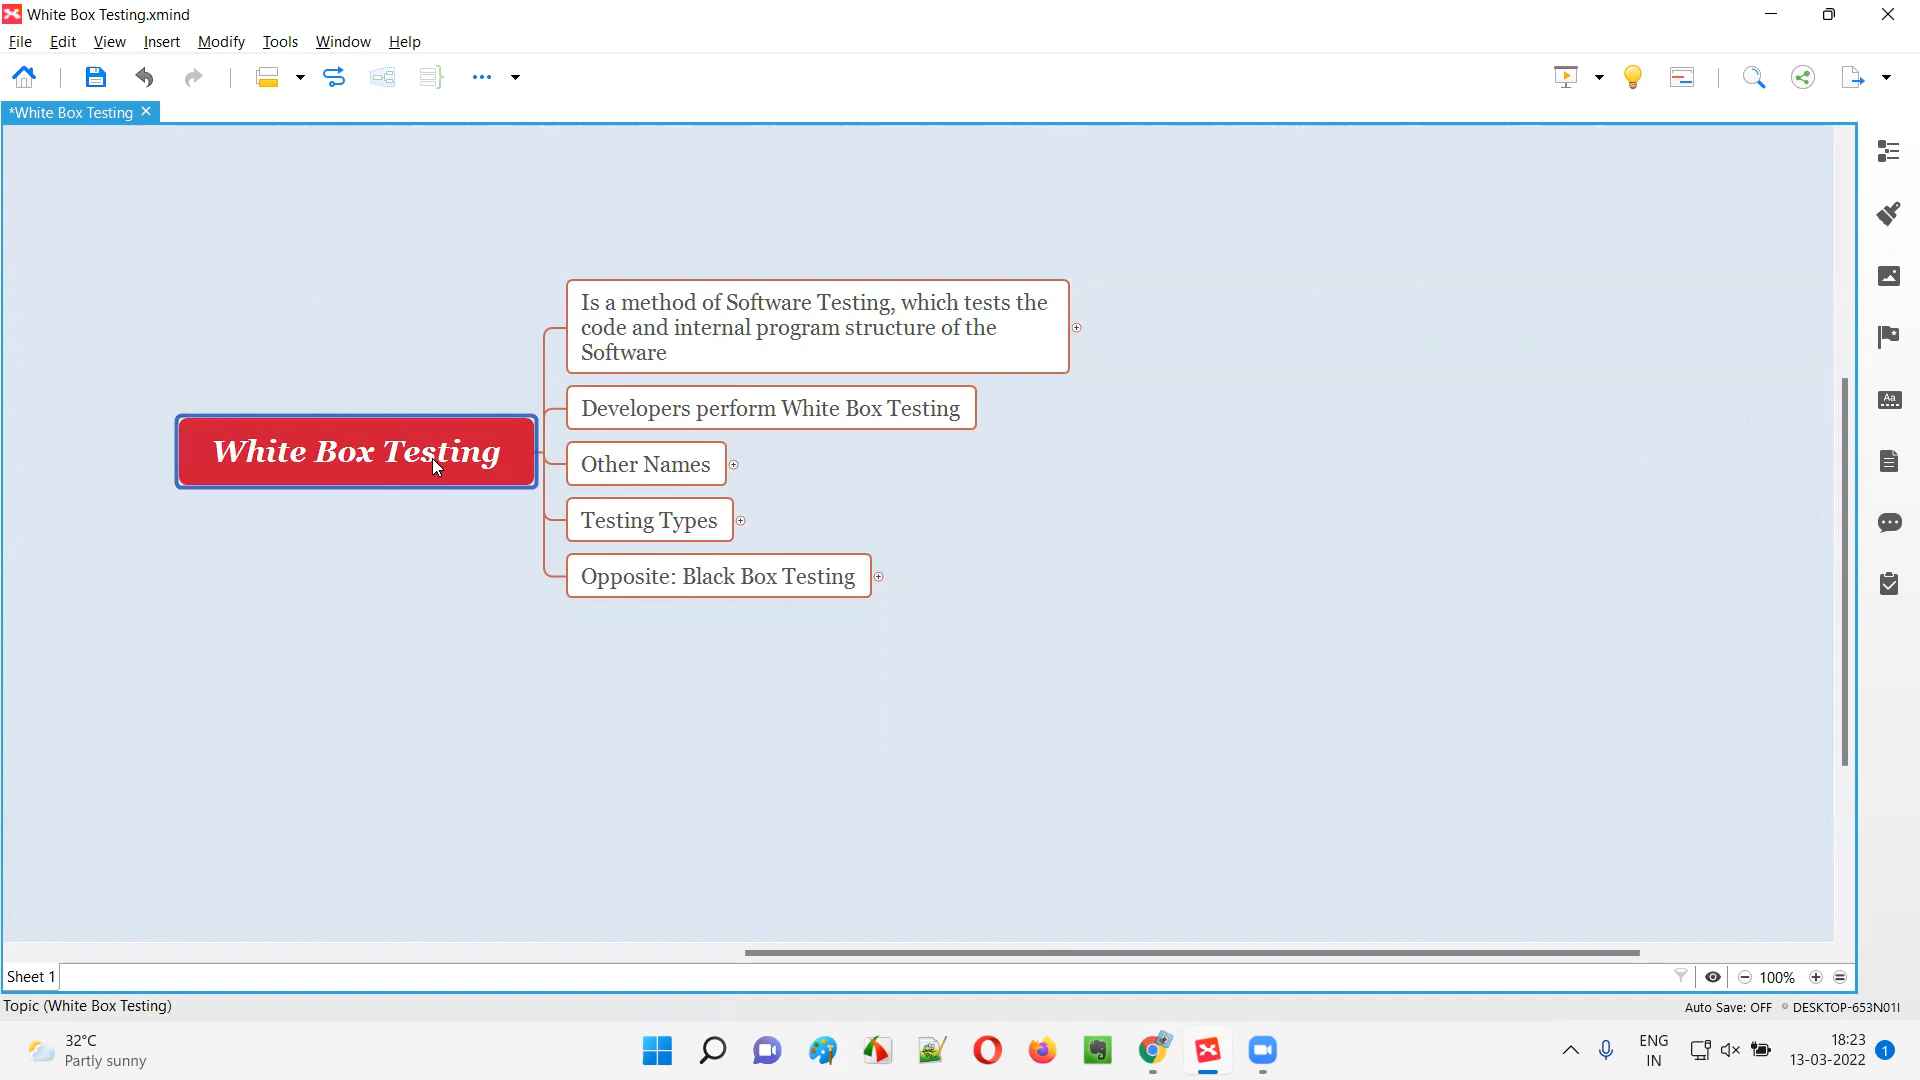 White Box Testing.xmind
File Edit View Insert Modify Tools Window Help
*White Box Testing
Is a method of Software Testing, which tests the
code and internal program structure of the
Software
Developers perform White Box Testing
White Box Testing
Other Names
Testing Types
Opposite: Black Box Testing
Aa
Sheet 1
100%
Topic (White Box Testing)
Auto Save: OFF DESKTOP-653N01I
32°C
Partly sunny
ENG
IN
18:23
13-03-2022
1